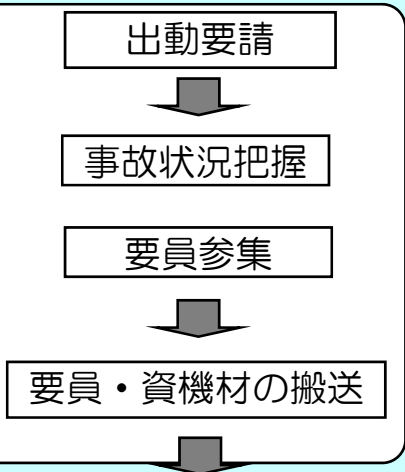 出動要請
事故状況把握
要員参集
要員・資機材の搬送